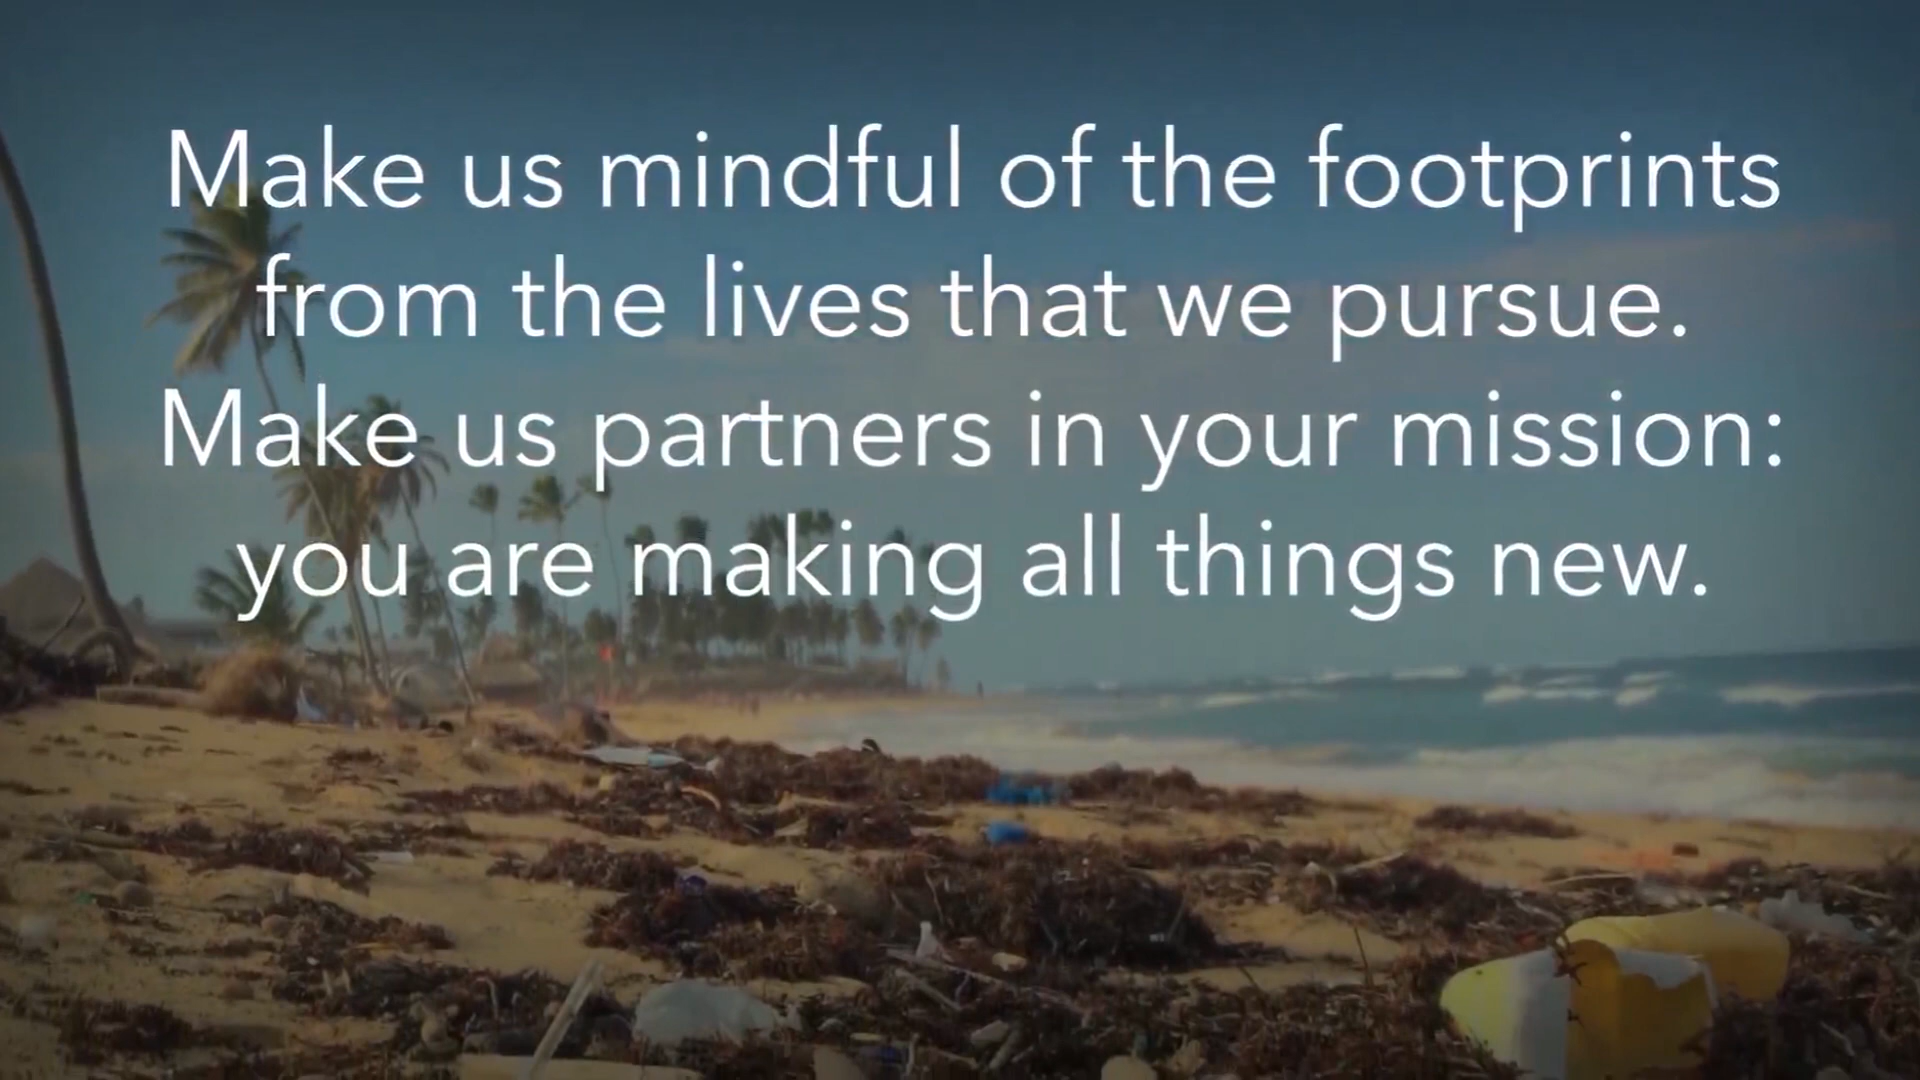 Make us mindful of the footprints
from the lives that we pursue.
Make us partners in your mission:
you are making all things new.